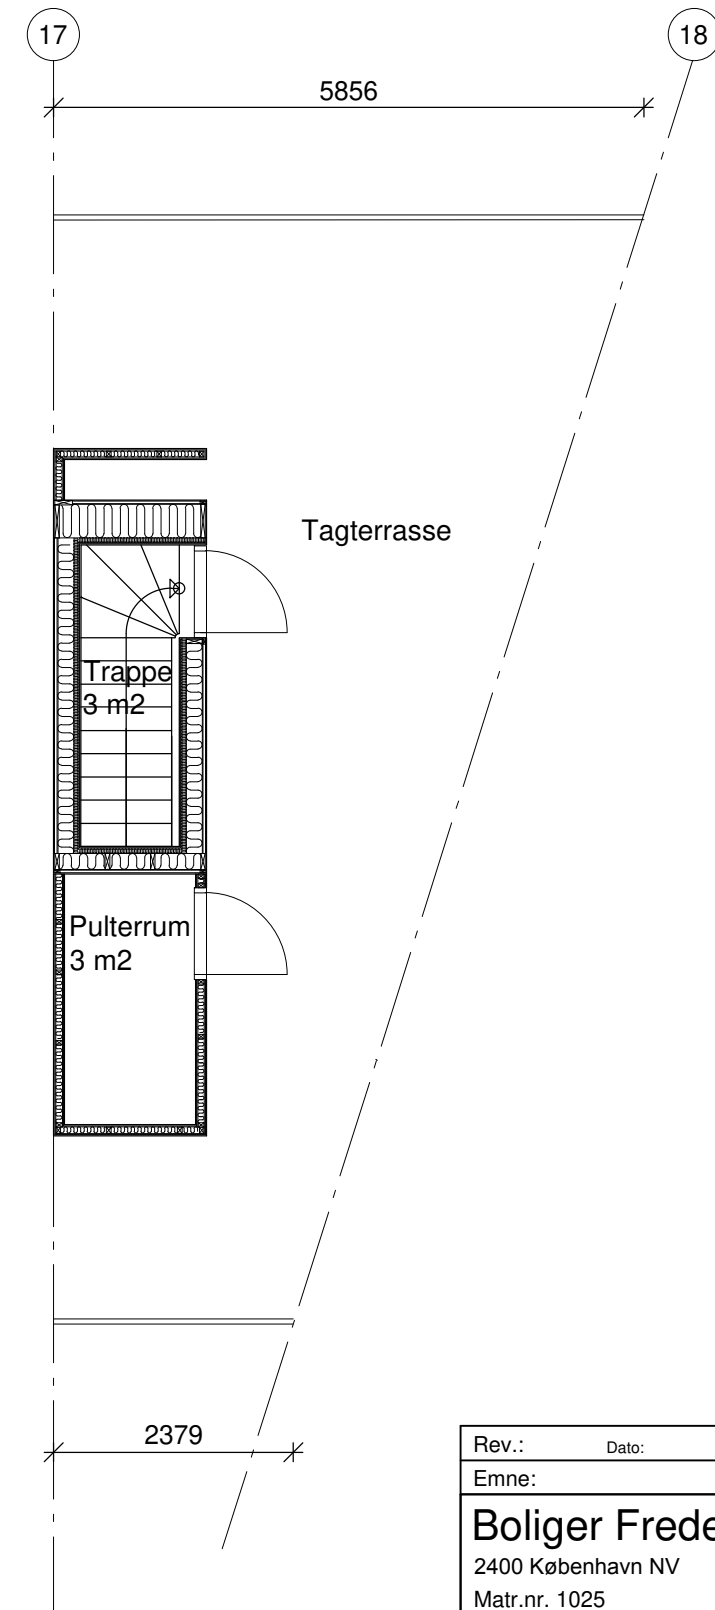 17
18
5856
Tagterrasse
Trappe
3 m2
Pulterrum
3 m2
2379
Rev.: Dato:
Emne:
Boliger Frede
2400 København NV
Matr.nr. 1025